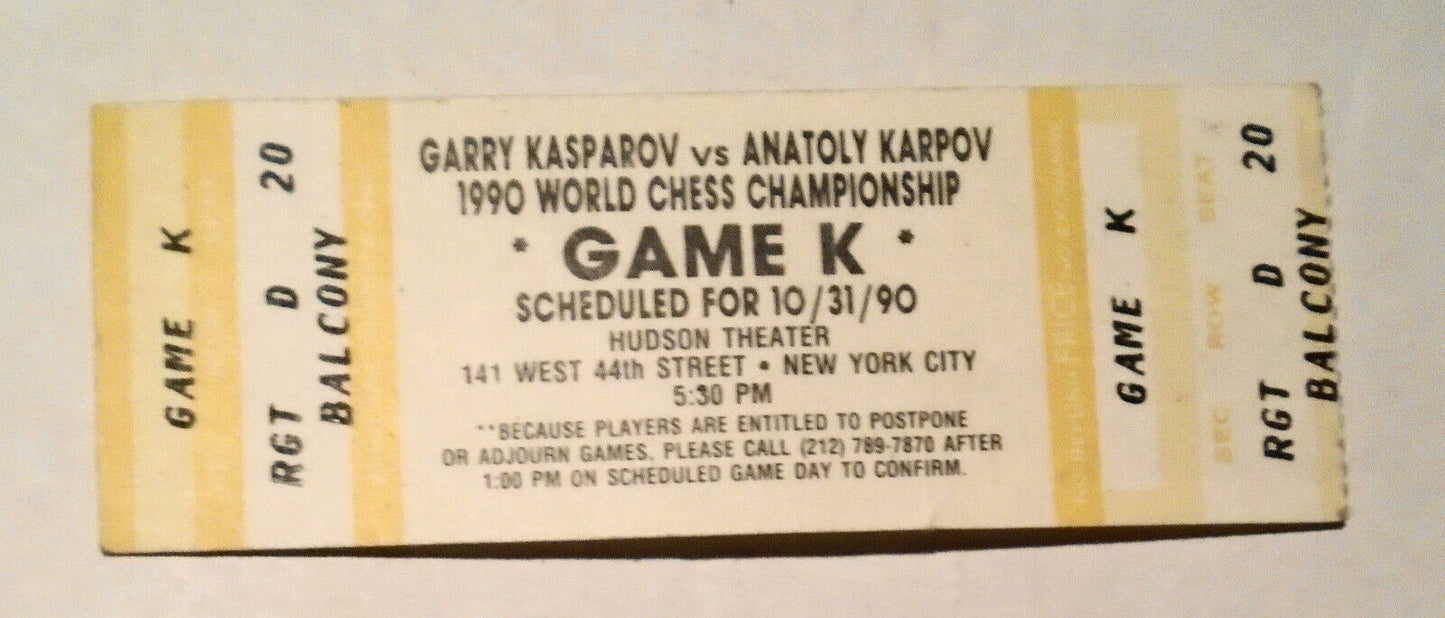 GAME K
RGT D 20
BALCONY
GARRY KASPAROV vs ANATOLY KARPOV
1990 WORLD CHESS CHAMPIONSHIP
* GAME K *
SCHEDULED FOR 10/31/90
HUDSON THEATER
141 WEST 44th STREET • NEW YORK CITY
5:30 PM
**BECAUSE PLAYERS ARE ENTITLED TO POSTPONE
OR ADJOURN GAMES. PLEASE CALL (212) 789-7870 AFTER
1:00 PM ON SCHEDULED GAME DAY TO CONFIRM.
GAME K
SEC ROW SEAT
RGT D 20
BALCONY